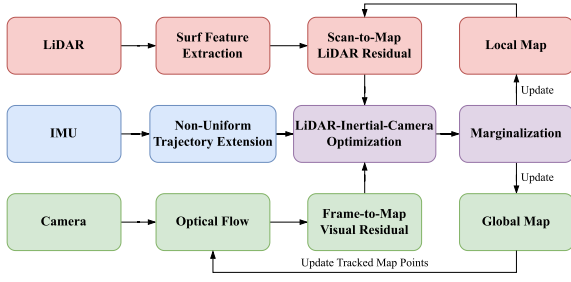 LiDAR
Surf Feature
Extraction
Scan-to-Map
LiDAR Residual
Local Map
Update
IMU
Non-Uniform
Trajectory Extension
LiDAR-Inertial-Camera
Optimization
Marginalization
Update
Camera
Optical Flow
Frame-to-Map
Visual Residual
Global Map
Update Tracked Map Points